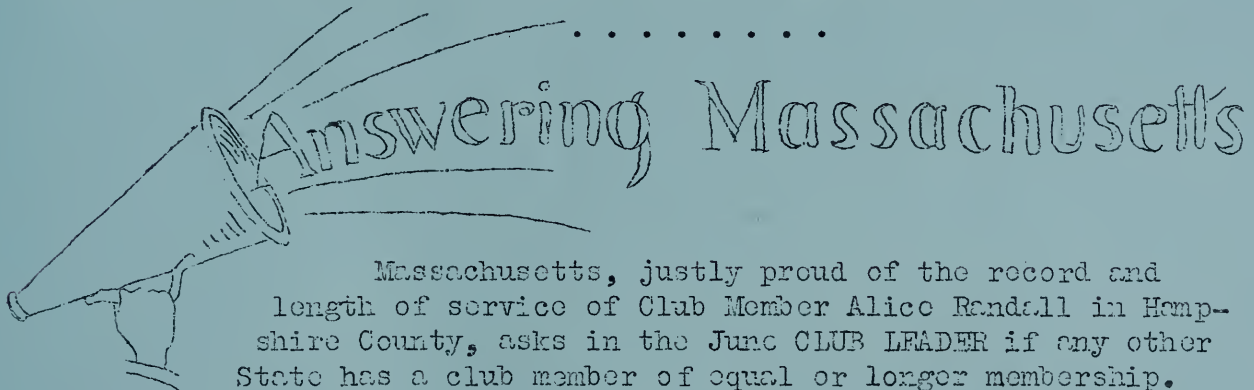 Answering Massachusetts
Massachusetts, justly proud of the record and
length of service of Club Member Alice Randall in Hamp-
shire County, asks in the June CLUB LEADER if any other
State has a club member of equal or longer membership.